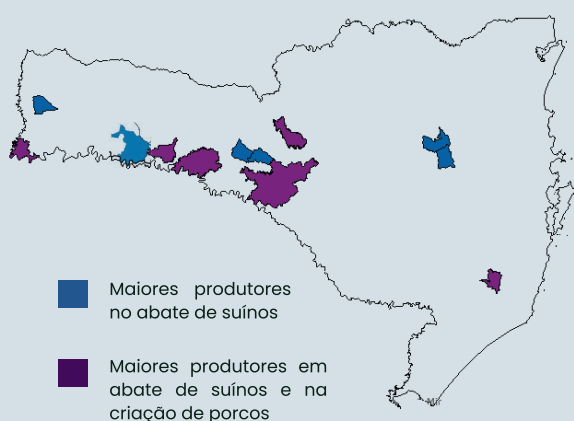 Maiores produtores
no abate de suínos
Maiores produtores em
abate de suínos e na
criação de porcos